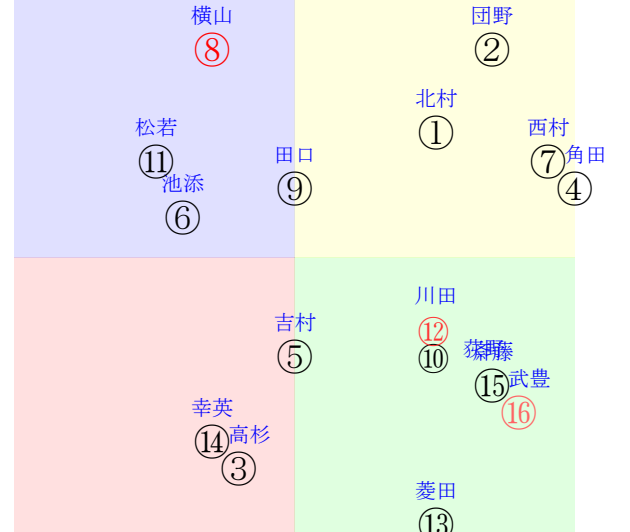 横山
⑧
団野
②
北村
①
松若
⑪
池添
⑥
田口
⑨
西村
⑦
角田
④
川田
⑫
⑩
吉村
⑤
斎藤
⑮
武豊
⑯
幸英
⑭
高杉
③
菱田
⑬